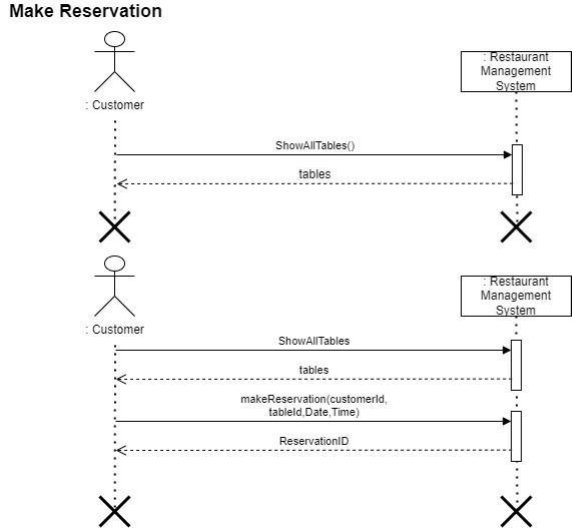 Make Reservation
: Restaurant
Management
System
: Customer
ShowAllTables()
tables
: Restaurant
Management
System
: Customer
ShowAllTables
tables
makeReservation(customerId,
tableId,Date,Time)
ReservationID